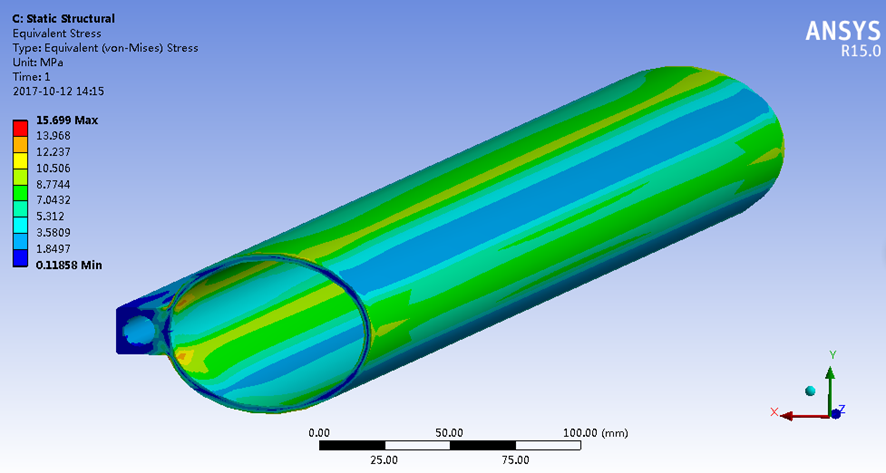 C: Static Structural
Equivalent Stress
Type: Equivalent (von-Mises) Stress
Unit: MPa
Time: 1
2017-10-12 14:15
ANSYS
R15.0
15.699 Max
13.968
12.237
10.506
8.7744
7.0432
5.312
3.5809
1.8497
0.11858 Min
Y
X
Z
0.00 50.00 100.00 (mm)
25.00 75.00